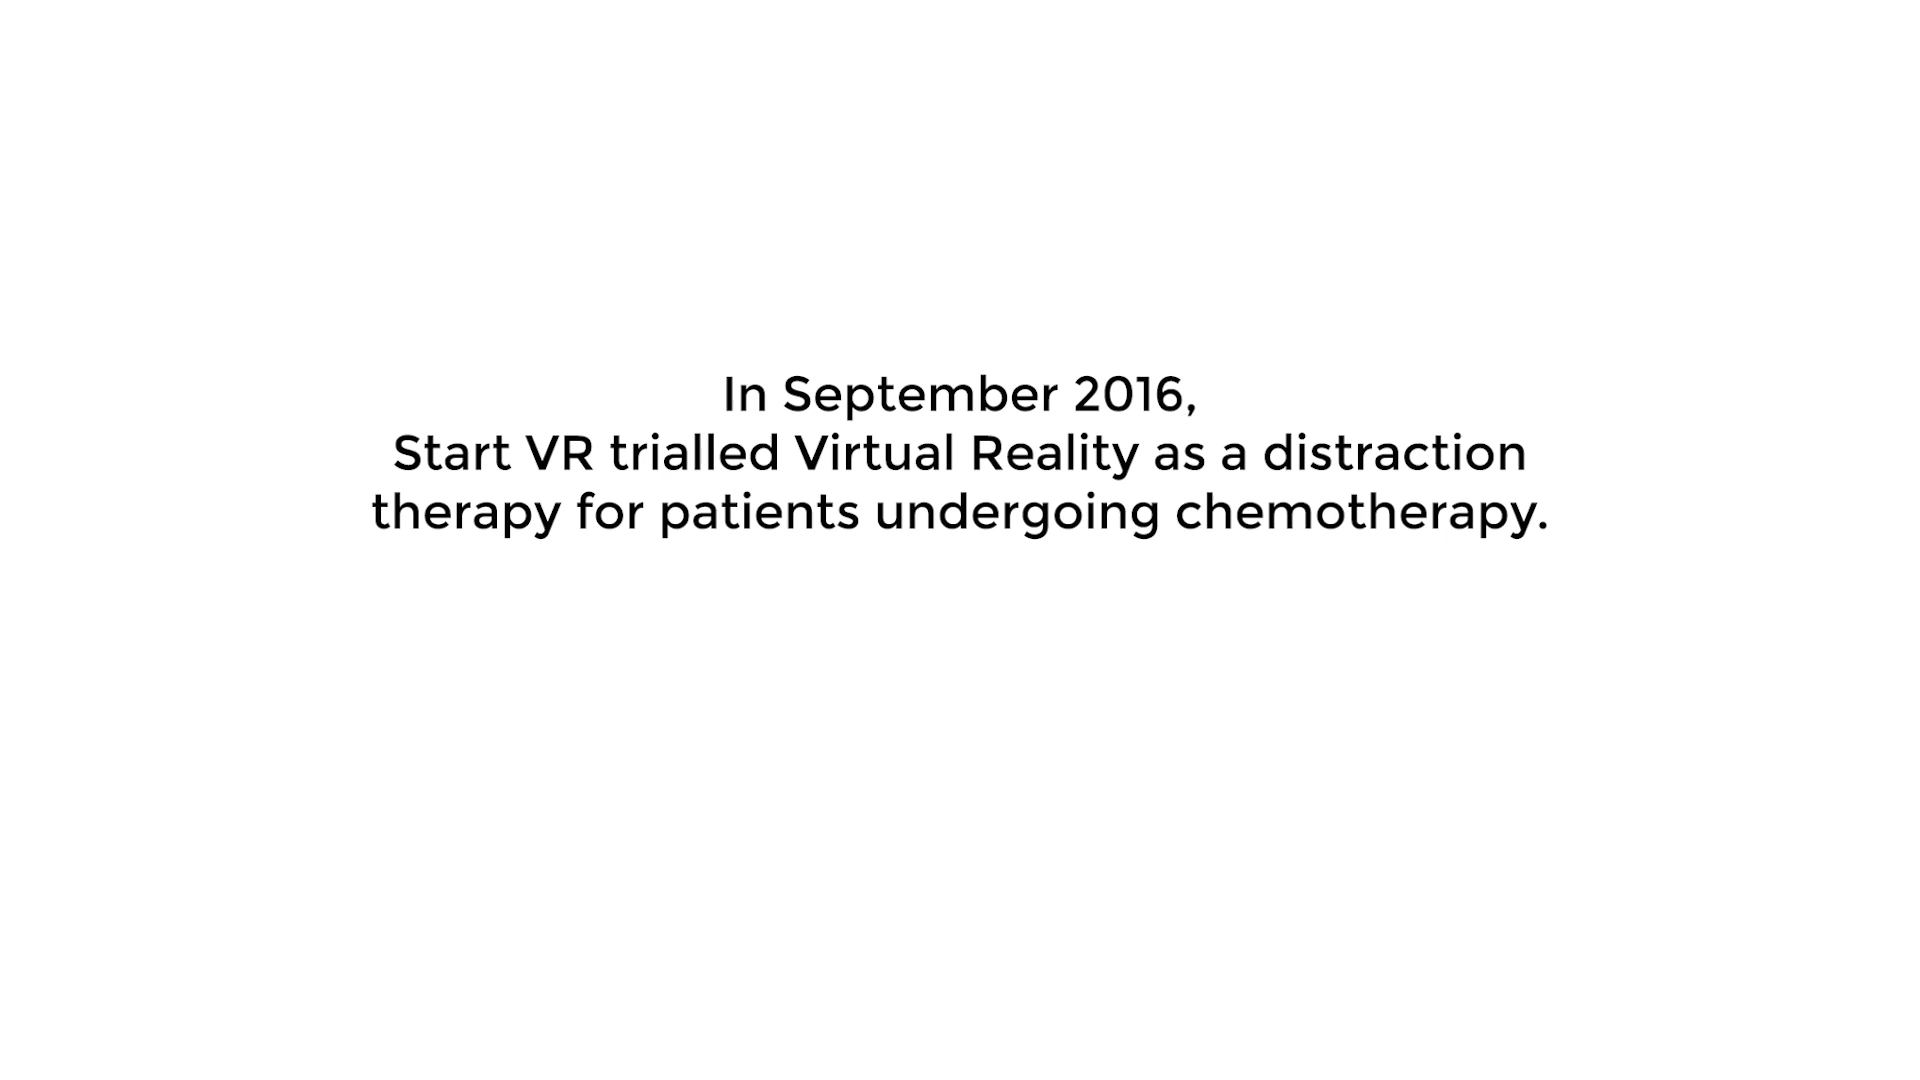 In September 2016,
Start VR trialled Virtual Reality as a distraction
therapy for patients undergoing chemotherapy.